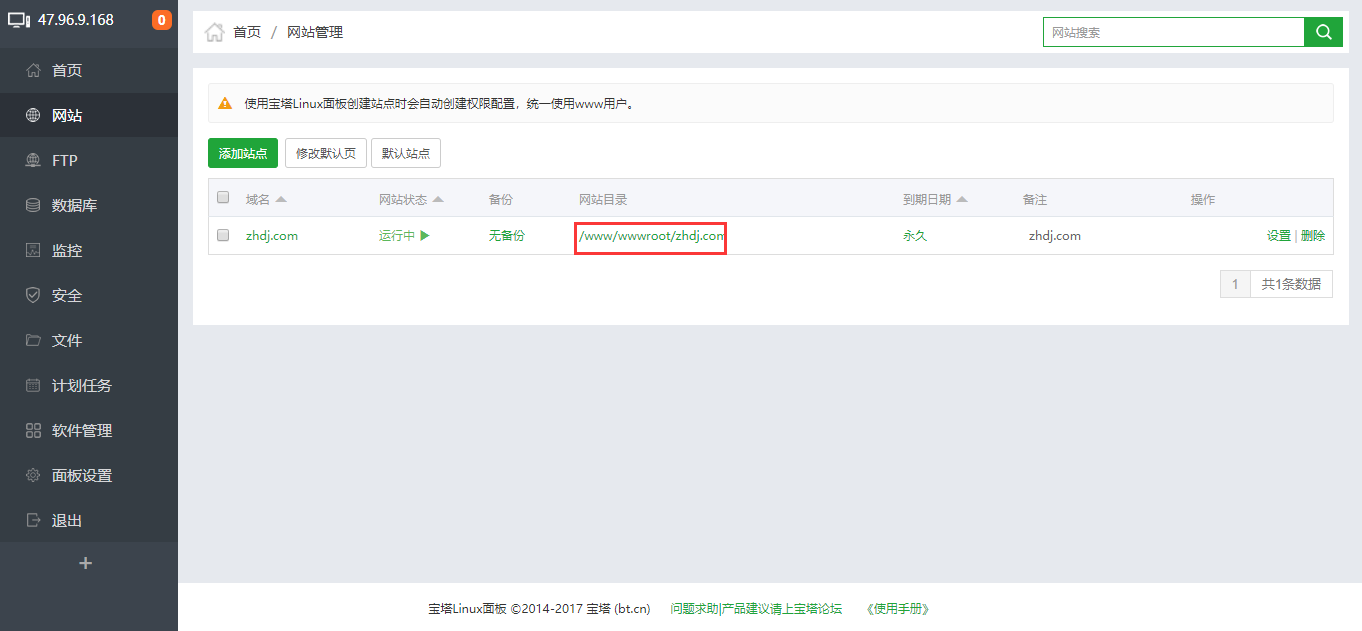 47.96.9.168 0
首页
网站
FTP
数据库
监控
安全
文件
计划任务
软件管理
面板设置
退出
+
首页 / 网站管理
网站搜索
使用宝塔Linux面板创建站点时会自动创建权限配置，统一使用www用户。
添加站点 修改默认页 默认站点
域名 网站状态 备份 网站目录 到期日期 备注 操作
zhdj.com 运行中 无备份 /www/wwwroot/zhdj.com 永久 zhdj.com 设置 | 删除
1 共1条数据
宝塔Linux面板 ©2014-2017 宝塔 (bt.cn) 问题求助|产品建议请上宝塔论坛 《使用手册》